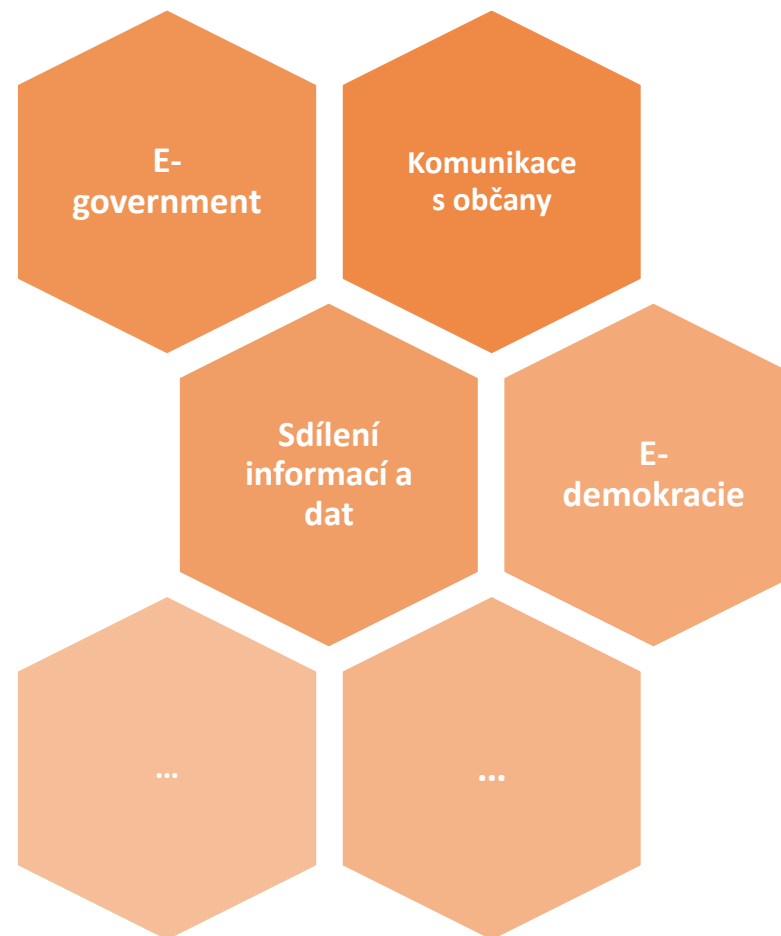 E-
government
Komunikace
s občany
Sdílení
informací a
dat
E-
demokracie
...
...